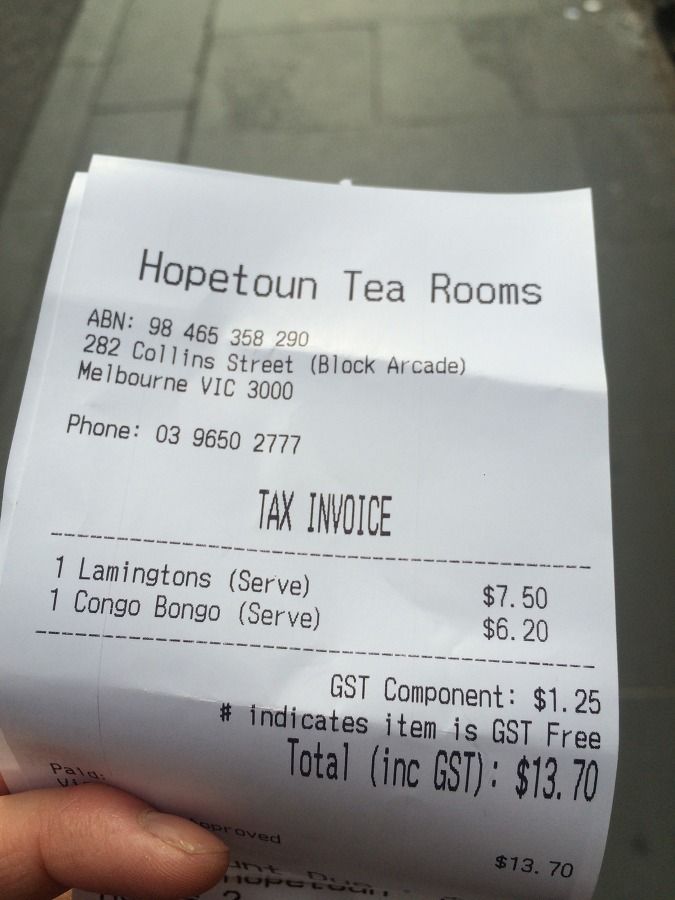 Hopetoun Tea Rooms
ABN: 98 465 358 290
282 Collins Street (Block Arcade)
Melbourne VIC 3000
Phone: 03 9650 2777
TAX INVOICE
1 Lamingtons (Serve) $7.50
1 Congo Bongo (Serve) $6.20
GST Component: $1.25
# indicates item is GST Free
Total (inc GST): $13.70
Paid:
$13.70